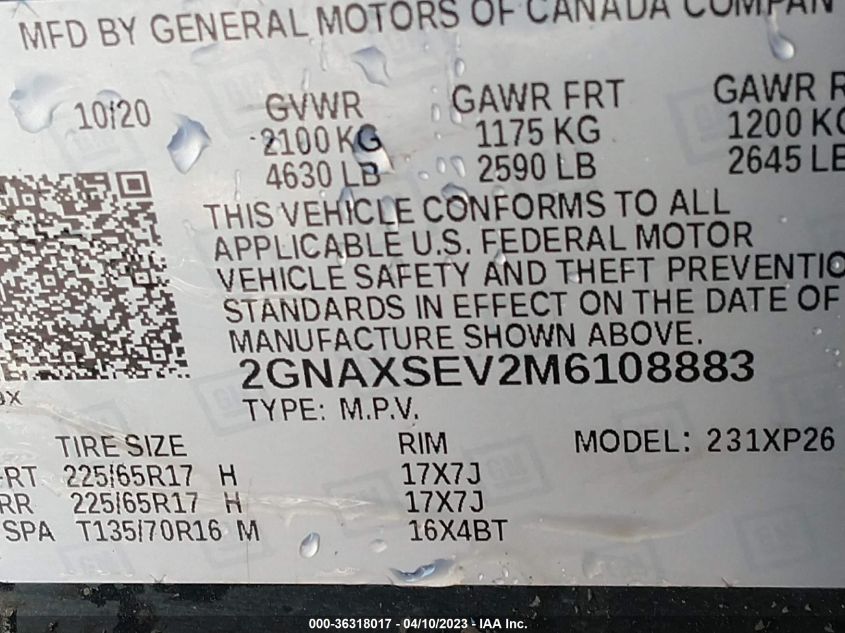 MFD BY GENERAL MOTORS OF CANADA COMPAN
10/20 GVWR GAWR FRT GAWR R
2100 KG 1175 KG 1200 KG
4630 LB 2590 LB 2645 LB
THIS VEHICLE CONFORMS TO ALL
APPLICABLE U.S. FEDERAL MOTOR
VEHICLE SAFETY AND THEFT PREVENTIO
STANDARDS IN EFFECT ON THE DATE OF
MANUFACTURE SHOWN ABOVE.
2GNAXSEV2M6108883
TYPE: M.P.V.
TIRE SIZE RIM MODEL: 231XP26
FRT 225/65R17 H 17X7J
RR 225/65R17 H 17X7J
SPA T135/70R16 M 16X4BT
000-36318017 - 04/10/2023 - IAA Inc.